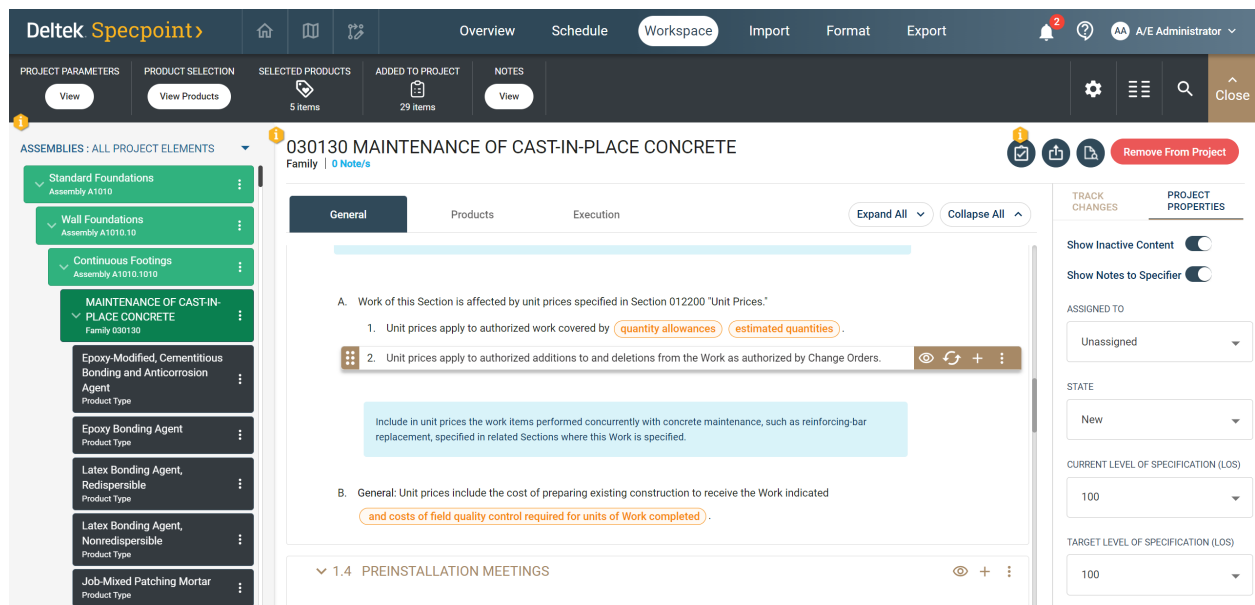 Deltek Specpoint›
Overview
Schedule
Workspace
Import
Format
Export
2
AA
A/E Administrator
PROJECT PARAMETERS
View
PRODUCT SELECTION
View Products
SELECTED PRODUCTS
5 items
ADDED TO PROJECT
29 items
NOTES
View
Close
ASSEMBLIES : ALL PROJECT ELEMENTS
Standard Foundations
Assembly A1010
Wall Foundations
Assembly A1010.10
Continuous Footings
Assembly A1010.1010
MAINTENANCE OF CAST-IN-
PLACE CONCRETE
Family 030130
Epoxy-Modified, Cementitious
Bonding and Anticorrosion
Agent
Product Type
Epoxy Bonding Agent
Product Type
Latex Bonding Agent,
Redispersible
Product Type
Latex Bonding Agent,
Nonredispersible
Product Type
Job-Mixed Patching Mortar
Product Type
030130 MAINTENANCE OF CAST-IN-PLACE CONCRETE
Family | 0 Note/s
Remove From Project
General
Products
Execution
Expand All
Collapse All
A. Work of this Section is affected by unit prices specified in Section 012200 "Unit Prices."
1. Unit prices apply to authorized work covered by quantity allowances estimated quantities .
2. Unit prices apply to authorized additions to and deletions from the Work as authorized by Change Orders.
Include in unit prices the work items performed concurrently with concrete maintenance, such as reinforcing-bar
replacement, specified in related Sections where this Work is specified.
B. General: Unit prices include the cost of preparing existing construction to receive the Work indicated
and costs of field quality control required for units of Work completed .
1.4 PREINSTALLATION MEETINGS
TRACK
CHANGES
PROJECT
PROPERTIES
Show Inactive Content
Show Notes to Specifier
ASSIGNED TO
Unassigned
STATE
New
CURRENT LEVEL OF SPECIFICATION (LOS)
100
TARGET LEVEL OF SPECIFICATION (LOS)
100